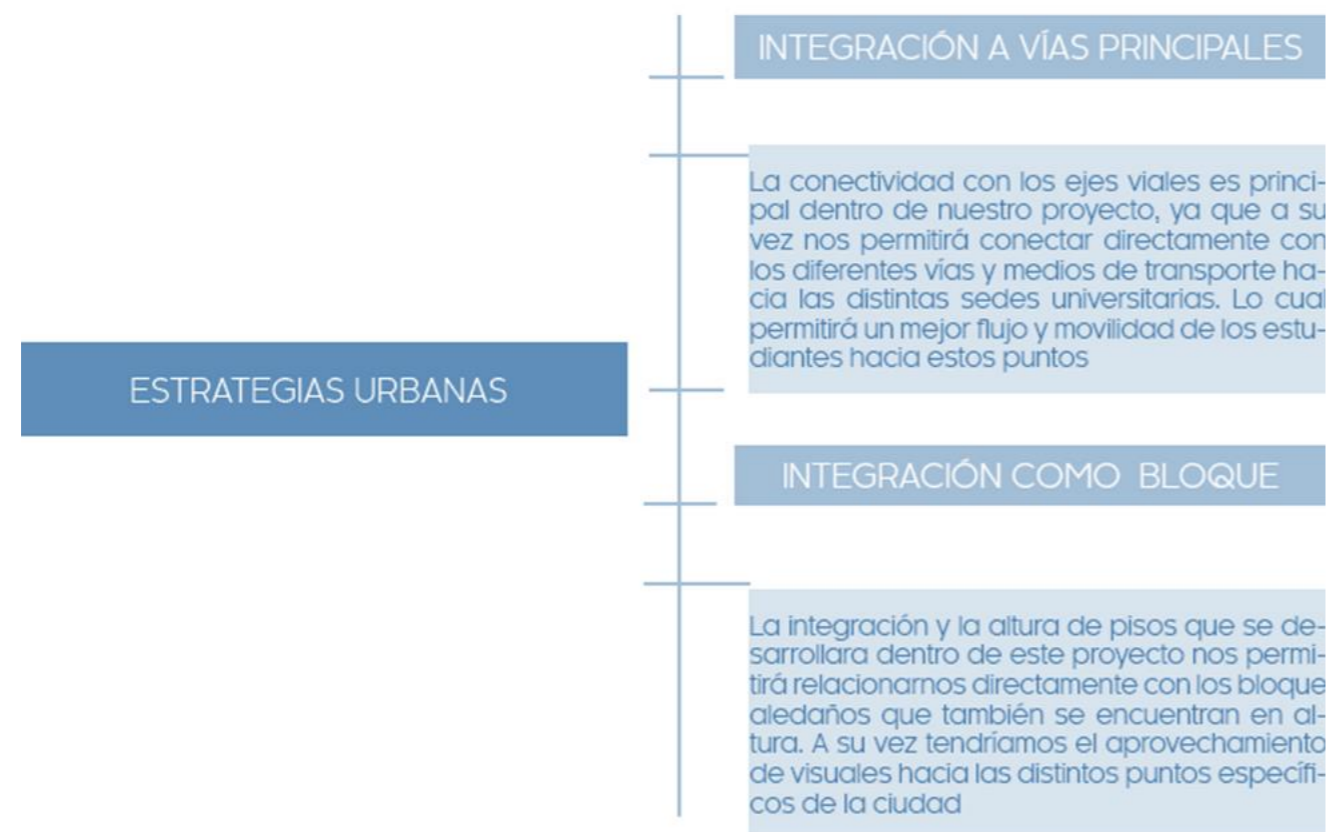 INTEGRACIÓN A VÍAS PRINCIPALES
La conectividad con los ejes viales es princi-
pal dentro de nuestro proyecto, ya que a su
vez nos permitirá conectar directamente con
los diferentes vías y medios de transporte ha-
cia las distintas sedes universitarias. Lo cual
permitirá un mejor flujo y movilidad de los estu-
diantes hacia estos puntos
ESTRATEGIAS URBANAS
INTEGRACIÓN COMO BLOQUE
La integración y la altura de pisos que se de-
sarrollara dentro de este proyecto nos permi-
tirá relacionarnos directamente con los bloque
aledaños que también se encuentran en al-
tura. A su vez tendríamos el aprovechamiento
de visuales hacia las distintos puntos específi-
cos de la ciudad